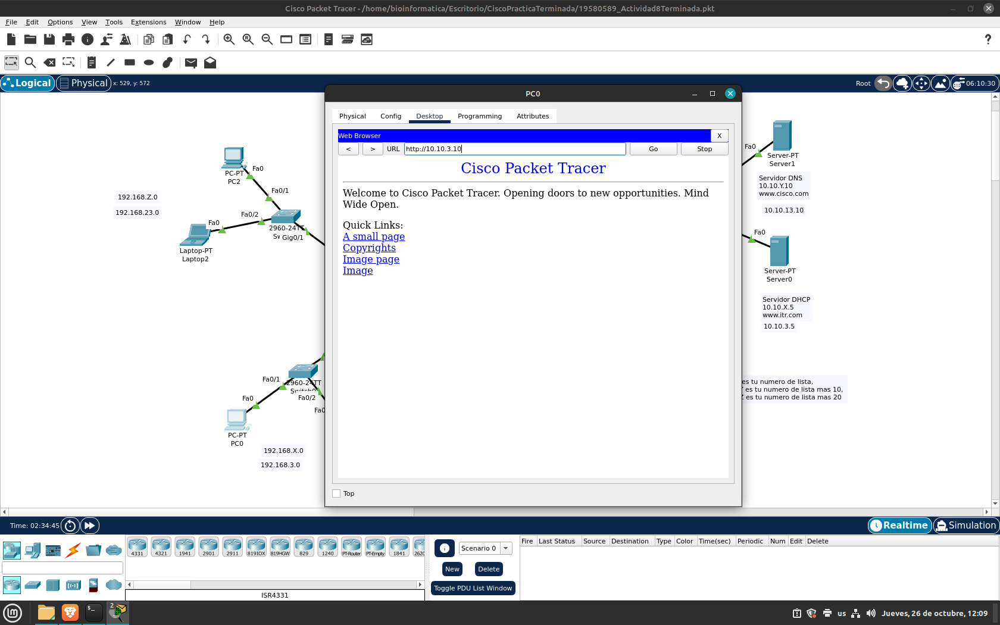 Cisco Packet Tracer - /home/bioinformatica/Escritorio/CiscoPracticaTerminada/19580589_Actividad8Terminada.pkt
File Edit Options View Tools Extensions Window Help
?
Logical Physical x: 529, y: 572
Root 06:10:30
PC-PT
PC2
Fa0
Fa0/1
192.168.Z.0
192.168.23.0
Fa0/2
Fa0
2960-24TT
Gig0/1
Laptop-PT
Laptop2
Fa0/1
2960-24TT
Switch0
Fa0/2
Fa0
Fa0
PC-PT
PC0
192.168.X.0
192.168.3.0
PC0
Physical Config Desktop Programming Attributes
Web Browser X
< > URL http://10.10.3.10 Go Stop
Cisco Packet Tracer
Welcome to Cisco Packet Tracer. Opening doors to new opportunities. Mind
Wide Open.
Quick Links:
A small page
Copyrights
Image page
Image
Top
Fa0
Server-PT
Server1
Servidor DNS
10.10.Y.10
www.cisco.com
10.10.13.10
Fa0
Server-PT
Server0
Servidor DHCP
10.10.X.5
www.itr.com
10.10.3.5
es tu numero de lista,
Y es tu numero de lista mas 10,
Z es tu numero de lista mas 20
Time: 02:34:45
Realtime Simulation
4331 4321 1941 2901 2911 819IOX 819HGW 829 1240 PT-Router PT-Empty 1841 2620
ISR4331
Scenario 0
New Delete
Toggle PDU List Window
Fire Last Status Source Destination Type Color Time(sec) Periodic Num Edit Delete
2
us Jueves, 26 de octubre, 12:09